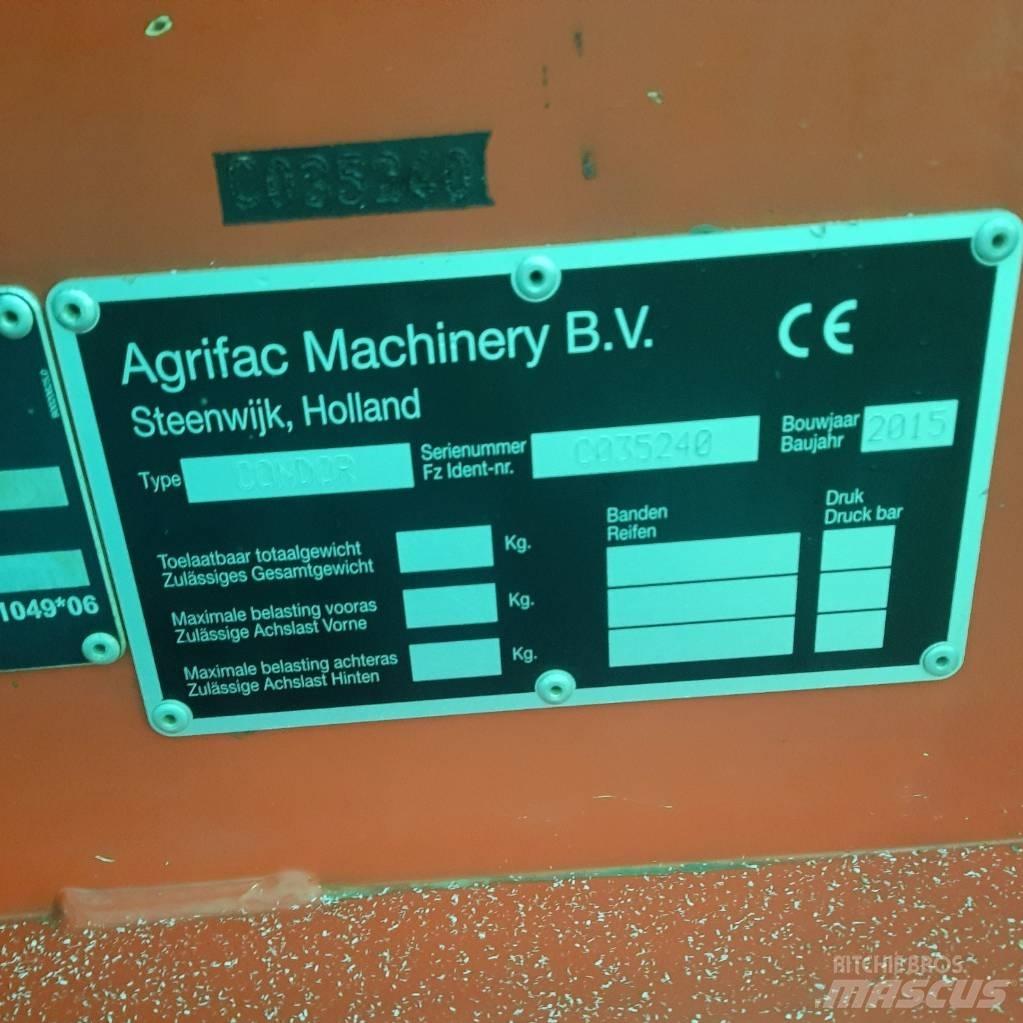 C035240
Agrifac Machinery B.V.
CE
Steenwijk, Holland
Type CONDOR
Serienummer
Fz Ident-nr.
C035240
Bouwjaar
Baujahr
2015
Toelaatbaar totaalgewicht
Zulässiges Gesamtgewicht
Kg.
Maximale belasting vooras
Zulässige Achslast Vorne
Kg.
Maximale belasting achteras
Zulässige Achslast Hinten
Kg.
Banden
Reifen
Druk
Druck bar
1049*06
RITCHIE BROS.
MASCUS